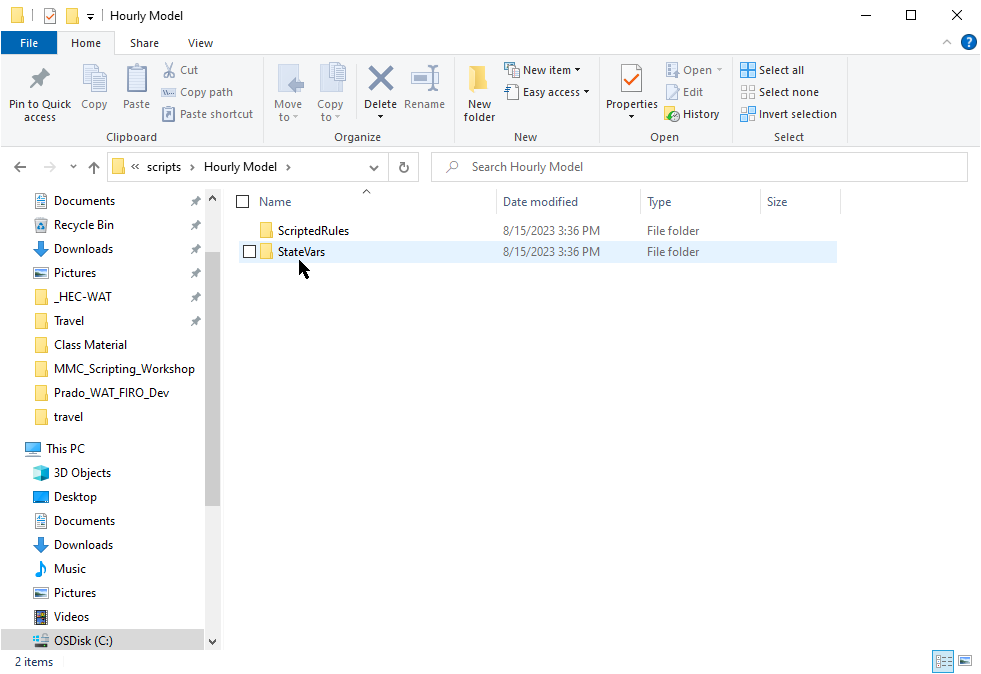 Hourly Model
File Home Share View
Pin to Quick access
Copy
Paste
Cut
Copy path
Paste shortcut
Clipboard
Move to
Copy to
Delete
Rename
Organize
New folder
New item
Easy access
New
Properties
Open
Edit
History
Open
Select all
Select none
Invert selection
Select
« scripts > Hourly Model >
Search Hourly Model
Documents
Recycle Bin
Downloads
Pictures
_HEC-WAT
Travel
Class Material
MMC_Scripting_Workshop
Prado_WAT_FIRO_Dev
travel
This PC
3D Objects
Desktop
Documents
Downloads
Music
Pictures
Videos
OSDisk (C:)
Name Date modified Type Size
ScriptedRules 8/15/2023 3:36 PM File folder
StateVars 8/15/2023 3:36 PM File folder
2 items